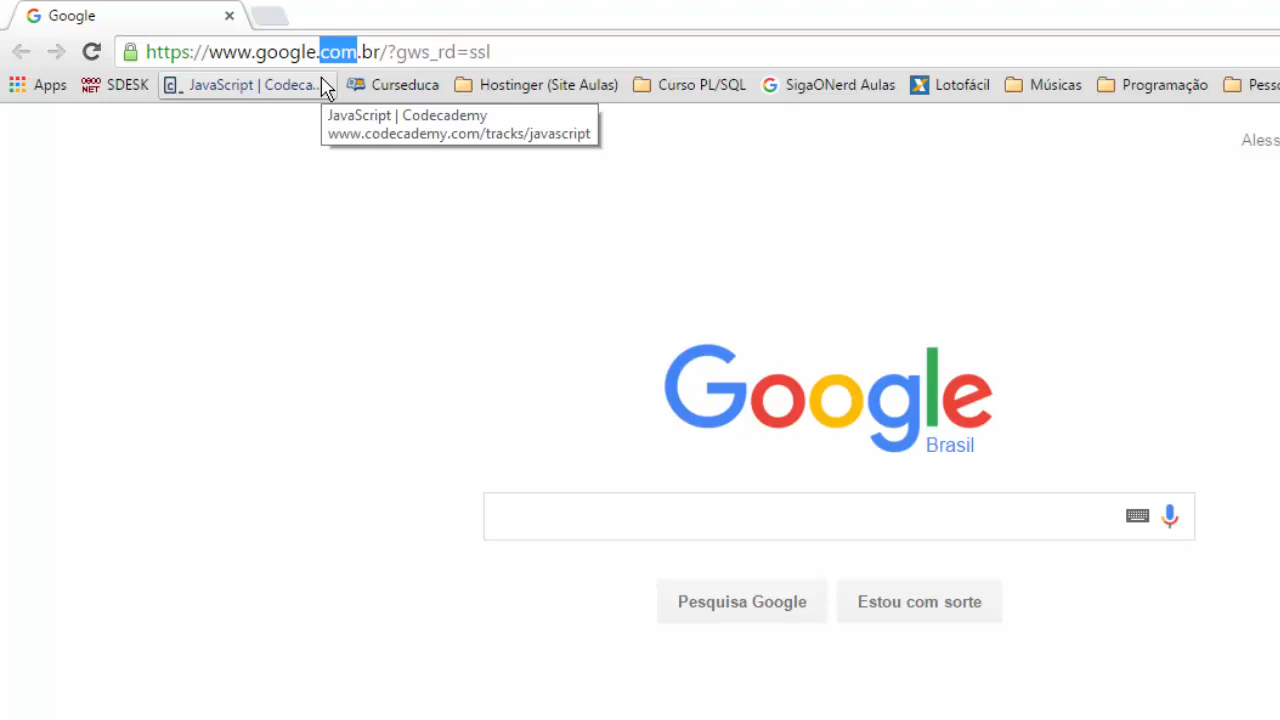 Google
https://www.google.com.br/?gws_rd=ssl
Apps SDESK JavaScript | Codeca... Curseduca Hostinger (Site Aulas) Curso PL/SQL SigaONerd Aulas Lotofácil Músicas Programação Pesso
JavaScript | Codecademy
www.codecademy.com/tracks/javascript
Aless
Google
Brasil
Pesquisa Google Estou com sorte